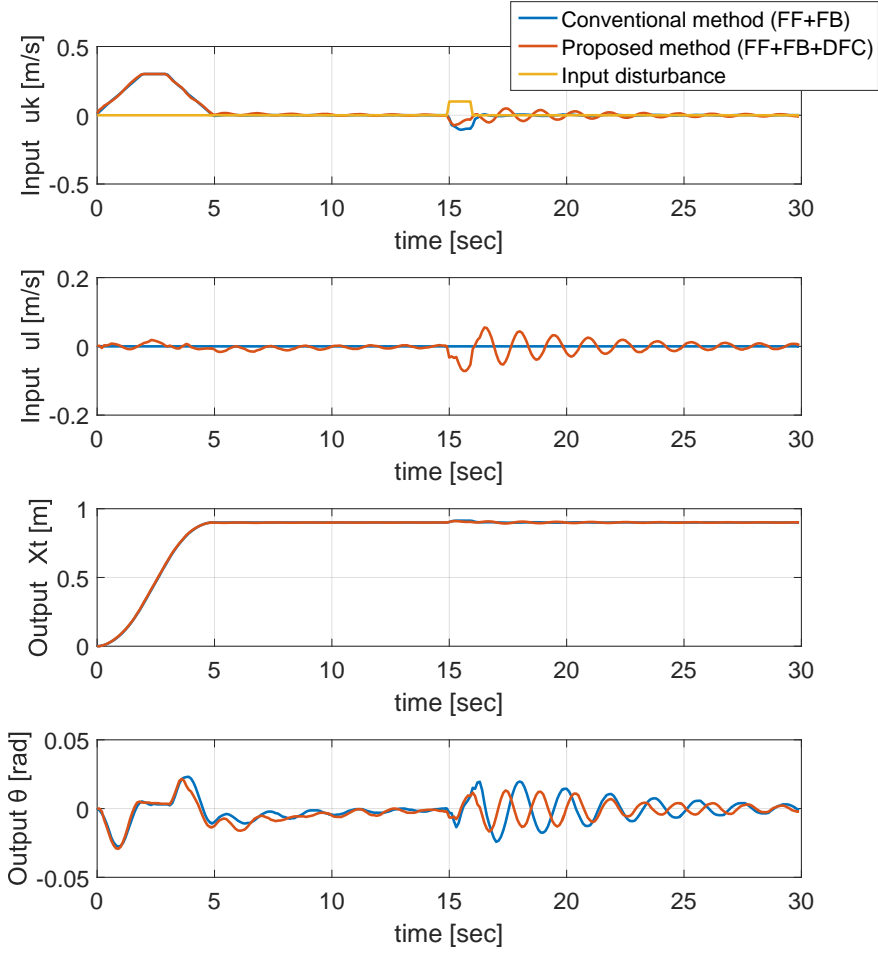 Conventional method (FF+FB)
Proposed method (FF+FB+DFC)
Input disturbance
Input uk [m/s]
0.5
0
-0.5
0 5 10 15 20 25 30
time [sec]
Input ul [m/s]
0.2
0
-0.2
0 5 10 15 20 25 30
time [sec]
Output Xt [m]
1
0.5
0
0 5 10 15 20 25 30
time [sec]
Output θ [rad]
0.05
0
-0.05
0 5 10 15 20 25 30
time [sec]